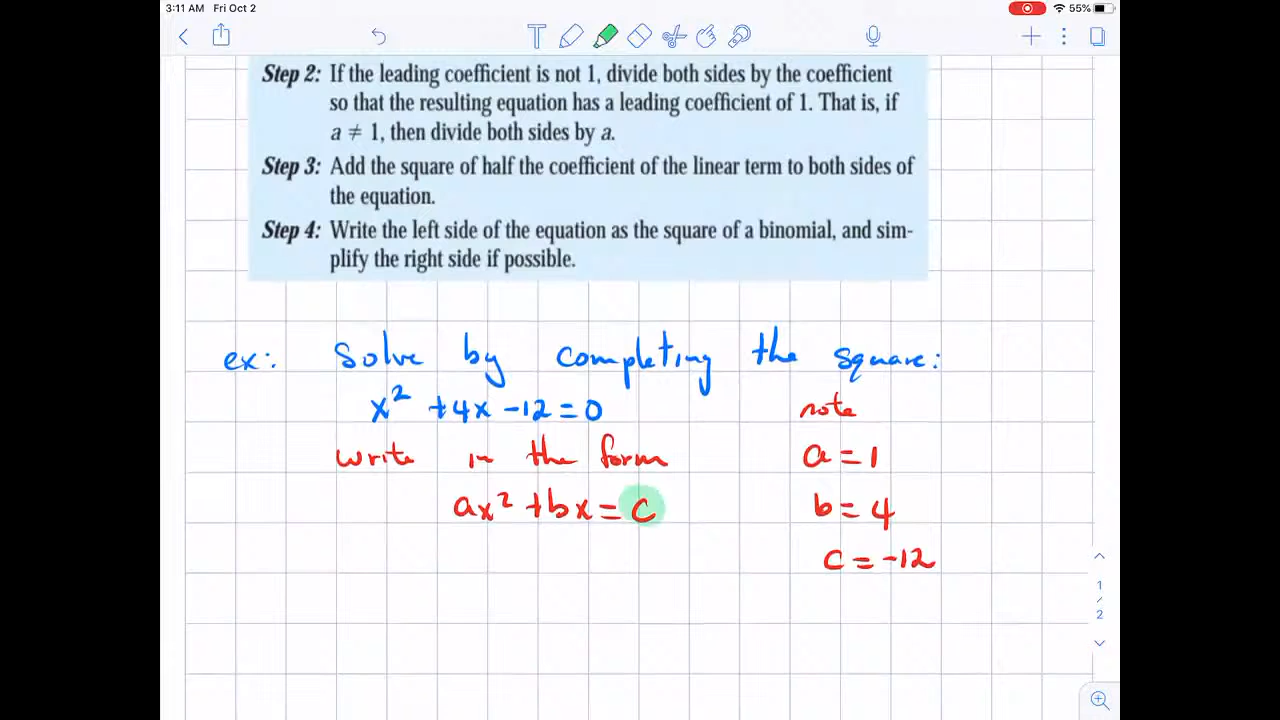 3:11 AM Fri Oct 2
55%
T
Step 2: If the leading coefficient is not 1, divide both sides by the coefficient
so that the resulting equation has a leading coefficient of 1. That is, if
a ≠ 1, then divide both sides by a.
Step 3: Add the square of half the coefficient of the linear term to both sides of
the equation.
Step 4: Write the left side of the equation as the square of a binomial, and sim-
plify the right side if possible.
ex: Solve by completing the square:
x² +4x -12 = 0
note
write in the form
a = 1
ax² + bx = c
b = 4
c = -12
1
/
2